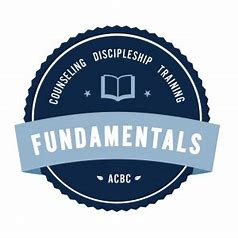 COUNSELING DISCIPLESHIP TRAINING
FUNDAMENTALS
ACBC